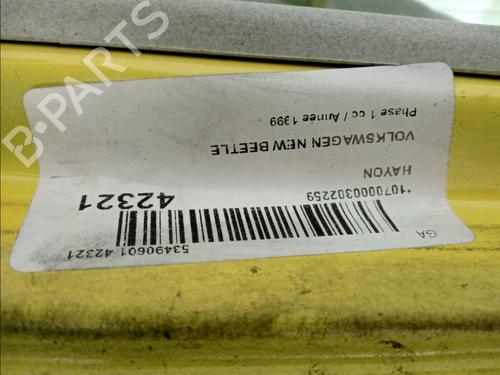 GA
53490601 42321
*1070000302259
42321
HAYON
VOLKSWAGEN NEW BEETLE
Phase 1 cc / Année 1999
B-PARTS